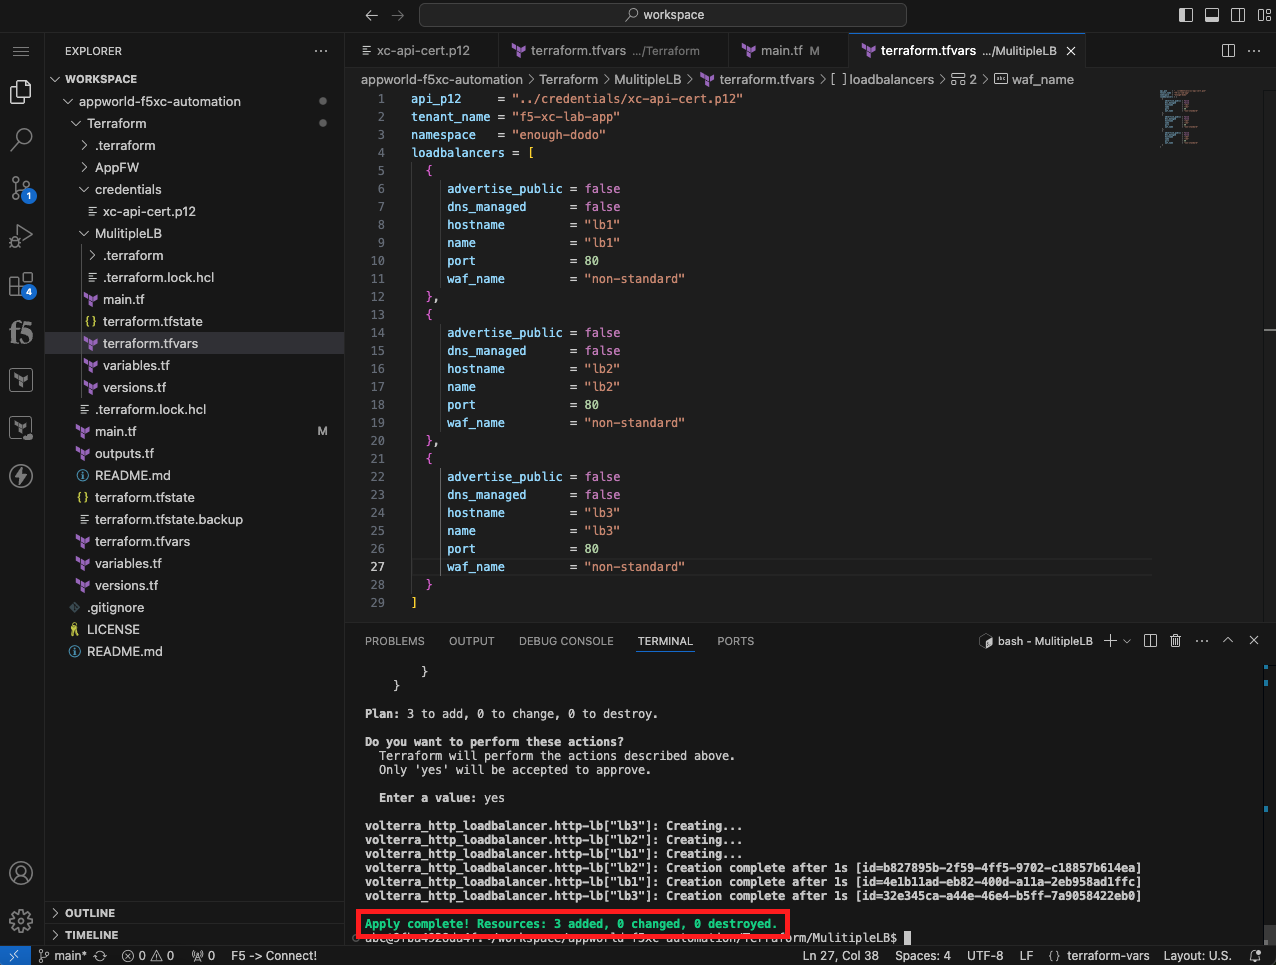 workspace
EXPLORER
WORKSPACE
appworld-f5xc-automation
Terraform
.terraform
AppFW
credentials
xc-api-cert.p12
MulitipleLB
.terraform
.terraform.lock.hcl
main.tf
terraform.tfstate
terraform.tfvars
variables.tf
versions.tf
.terraform.lock.hcl
main.tf M
outputs.tf
README.md
terraform.tfstate
terraform.tfstate.backup
terraform.tfvars
variables.tf
versions.tf
.gitignore
LICENSE
README.md
OUTLINE
TIMELINE
1
4
f5
xc-api-cert.p12 terraform.tfvars .../Terraform main.tf M terraform.tfvars .../MulitipleLB
appworld-f5xc-automation > Terraform > MulitipleLB > terraform.tfvars > [ ] loadbalancers > 2 > waf_name
1 api_p12 = "../credentials/xc-api-cert.p12"
2 tenant_name = "f5-xc-lab-app"
3 namespace = "enough-dodo"
4 loadbalancers = [
5 {
6 advertise_public = false
7 dns_managed = false
8 hostname = "lb1"
9 name = "lb1"
10 port = 80
11 waf_name = "non-standard"
12 },
13 {
14 advertise_public = false
15 dns_managed = false
16 hostname = "lb2"
17 name = "lb2"
18 port = 80
19 waf_name = "non-standard"
20 },
21 {
22 advertise_public = false
23 dns_managed = false
24 hostname = "lb3"
25 name = "lb3"
26 port = 80
27 waf_name = "non-standard"
28 }
29 ]
PROBLEMS OUTPUT DEBUG CONSOLE TERMINAL PORTS bash - MulitipleLB
}
}
Plan: 3 to add, 0 to change, 0 to destroy.
Do you want to perform these actions?
Terraform will perform the actions described above.
Only 'yes' will be accepted to approve.
Enter a value: yes
volterra_http_loadbalancer.http-lb["lb3"]: Creating...
volterra_http_loadbalancer.http-lb["lb2"]: Creating...
volterra_http_loadbalancer.http-lb["lb1"]: Creating...
volterra_http_loadbalancer.http-lb["lb2"]: Creation complete after 1s [id=b827895b-2f59-4ff5-9702-c18857b614ea]
volterra_http_loadbalancer.http-lb["lb1"]: Creation complete after 1s [id=4e1b11ad-eb82-400d-a11a-2eb958ad1ffc]
volterra_http_loadbalancer.http-lb["lb3"]: Creation complete after 1s [id=32e345ca-a44e-46e4-b5ff-7a9058422eb0]
Apply complete! Resources: 3 added, 0 changed, 0 destroyed.
/workspace/appworld-f5xc-automation/Terraform/MulitipleLB$
main* 0 0 0 F5 -> Connect! Ln 27, Col 38 Spaces: 4 UTF-8 LF { } terraform-vars Layout: U.S.